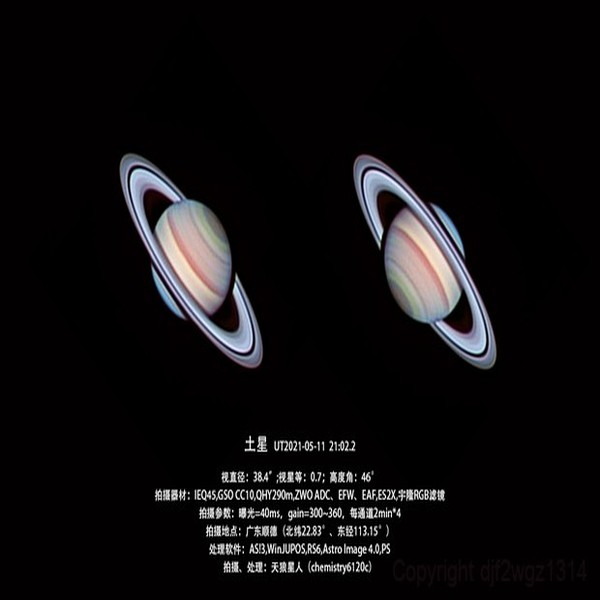 土星 UT2021-05-11 21:02.2
视直径：38.4″;视星等：0.7；高度角：46°
拍摄器材：IEQ45,GSO CC10,QHY290m,ZWO ADC、EFW、EAF,ES2X,宇隆RGB滤镜
拍摄参数：曝光=40ms，gain=300~360，每通道2min*4
拍摄地点：广东顺德（北纬22.83°、东经113.15°）
处理软件：AS!3,WinJUPOS,RS6,Astro Image 4.0,PS
拍摄、处理：天狼星人（chemistry6120c）
Copyright djf2wgz1314